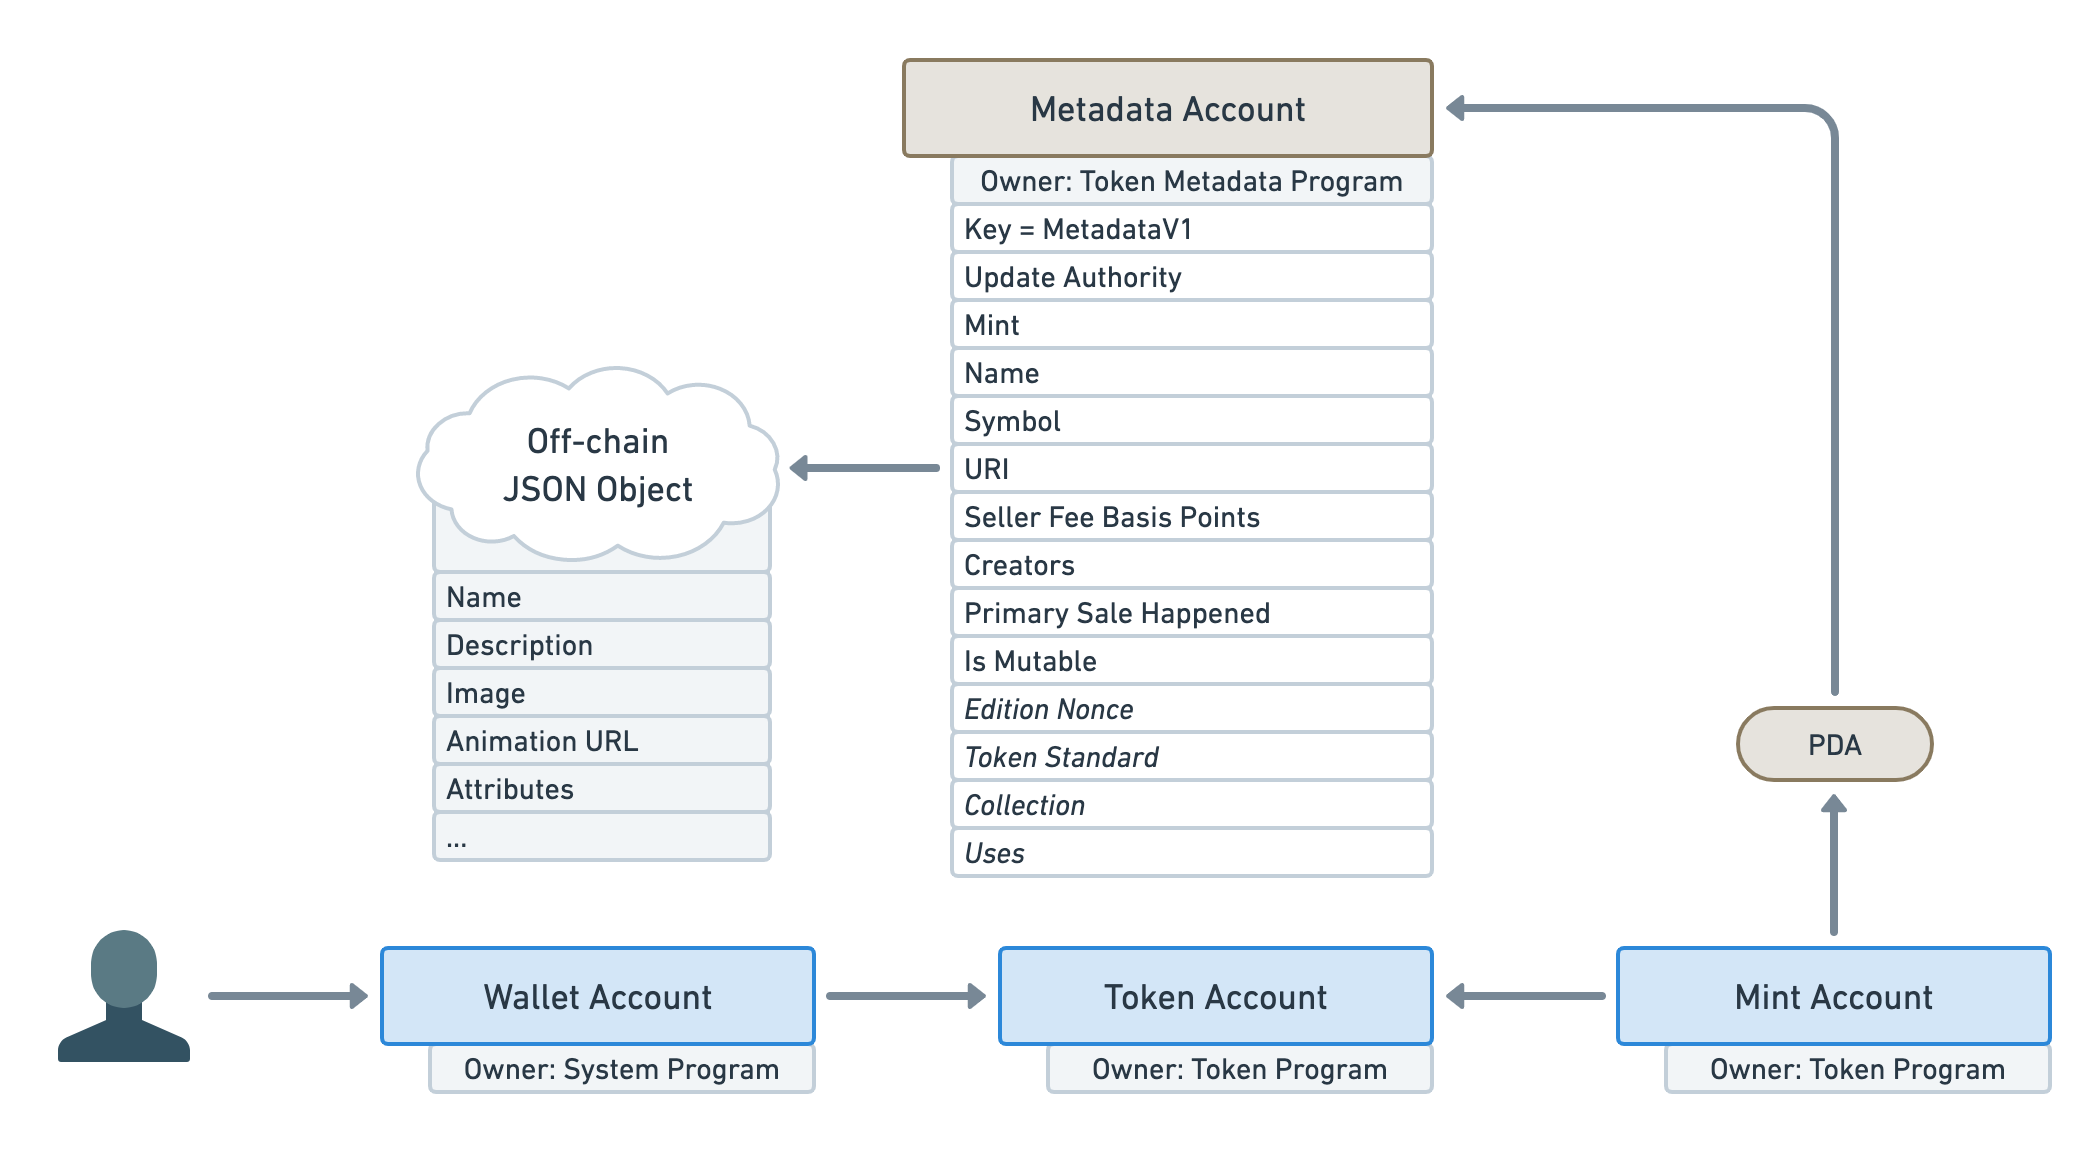 Metadata Account
Owner: Token Metadata Program
Key = MetadataV1
Update Authority
Mint
Name
Symbol
URI
Seller Fee Basis Points
Creators
Primary Sale Happened
Is Mutable
Edition Nonce
Token Standard
Collection
Uses
Off-chain
JSON Object
Name
Description
Image
Animation URL
Attributes
...
PDA
Wallet Account
Owner: System Program
Token Account
Owner: Token Program
Mint Account
Owner: Token Program